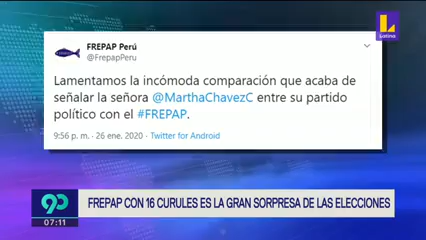 Latina
FREPAP Perú
@FrepapPeru
Lamentamos la incómoda comparación que acaba de
señalar la señora @MarthaChavezC entre su partido
político con el #FREPAP.
9:56 p. m. · 26 ene. 2020 · Twitter for Android
90
07:11
FREPAP CON 16 CURULES ES LA GRAN SORPRESA DE LAS ELECCIONES